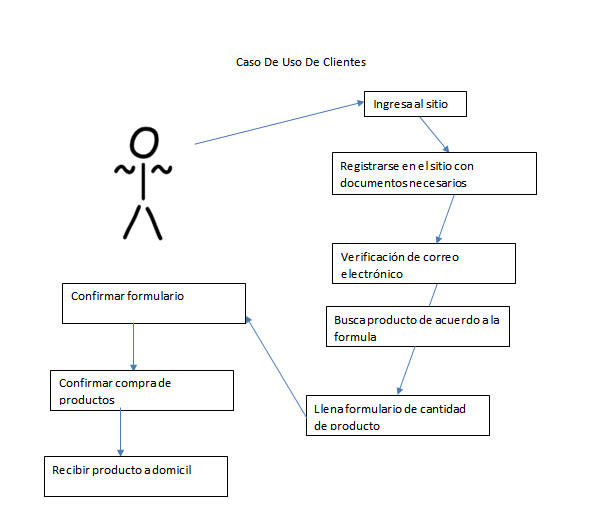 Caso De Uso De Clientes
Ingresa al sitio
Registrarse en el sitio con
documentos necesarios
Verificación de correo
electrónico
Busca producto de acuerdo a la
formula
Llena formulario de cantidad
de producto
Confirmar formulario
Confirmar compra de
productos
Recibir producto a domicil